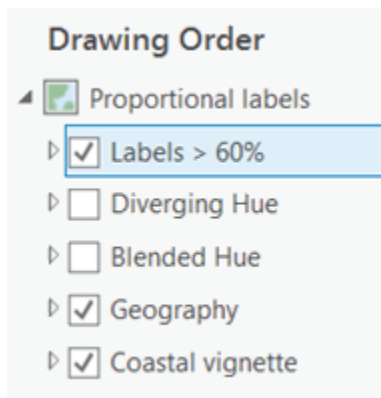 Drawing Order
Proportional labels
Labels > 60%
Diverging Hue
Blended Hue
Geography
Coastal vignette